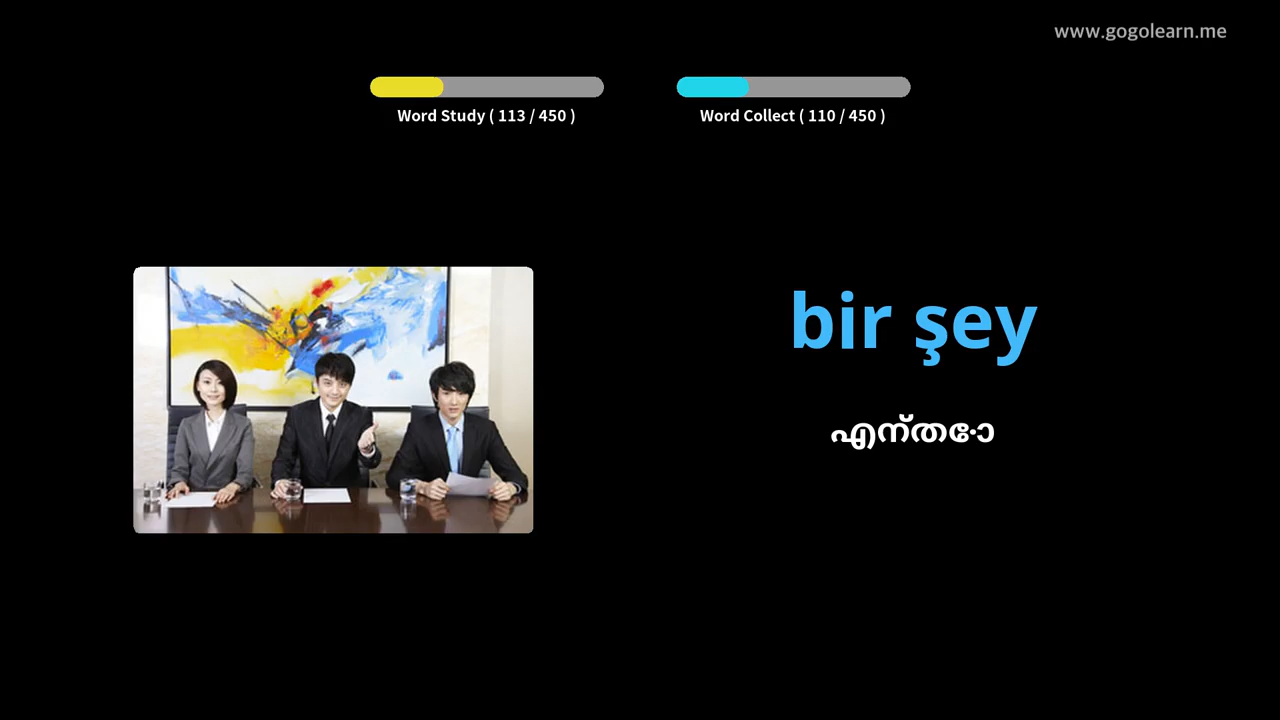 www.gogolearn.me
Word Study ( 113 / 450 )
Word Collect ( 110 / 450 )
bir şey
എന്തോ